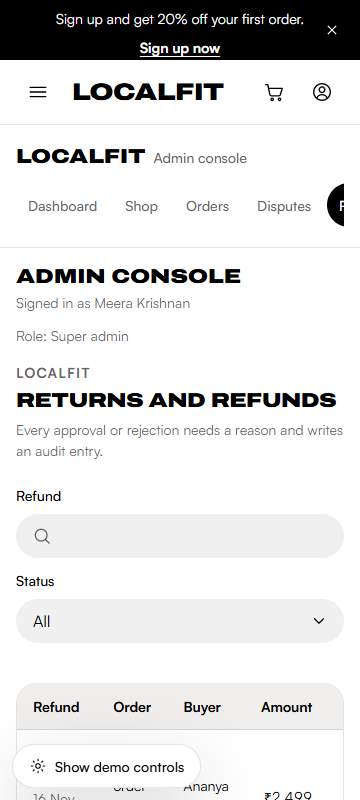 Sign up and get 20% off your first order.
Sign up now
LOCALFIT
LOCALFIT Admin console
Dashboard Shop Orders Disputes
ADMIN CONSOLE
Signed in as Meera Krishnan
Role: Super admin
LOCALFIT
RETURNS AND REFUNDS
Every approval or rejection needs a reason and writes
an audit entry.
Refund
Status
All
Refund Order Buyer Amount
Show demo controls
order Ananya
16 Nov ₹2,499